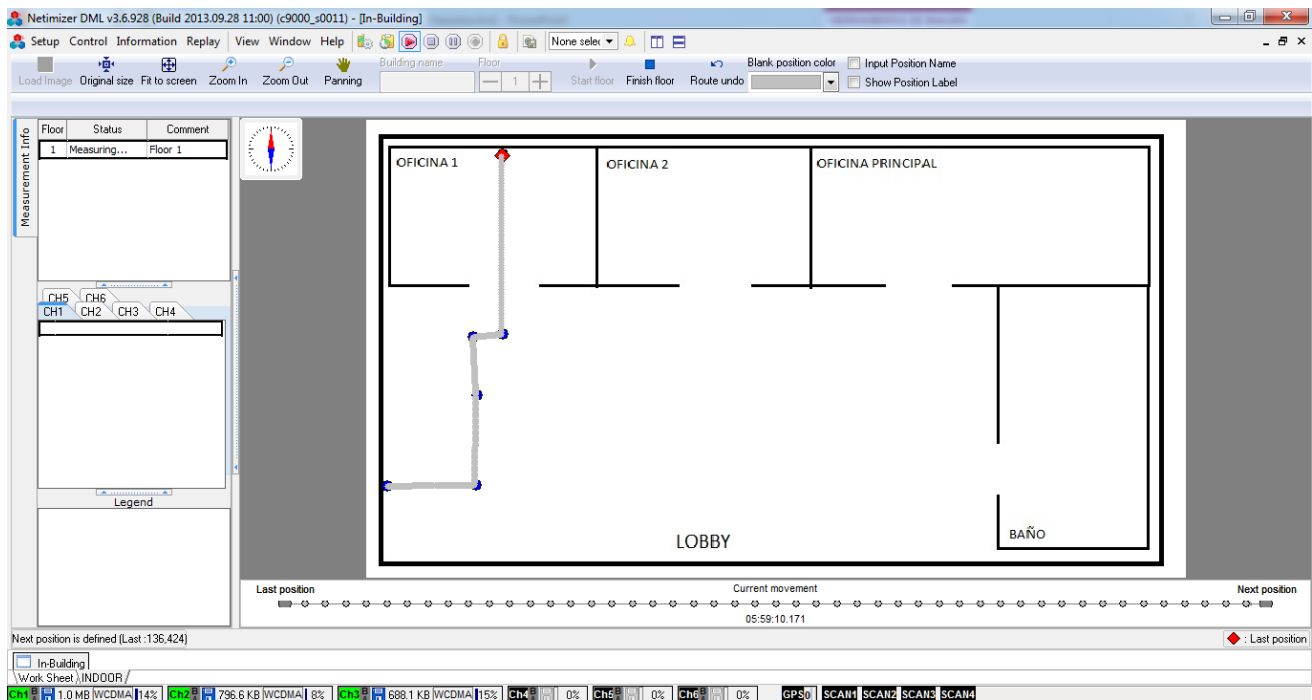 Netimizer DML v3.6.928 (Build 2013.09.28 11:00) (c9000_s0011) - [In-Building]
Setup Control Information Replay View Window Help None selec
Load Image Original size Fit to screen Zoom In Zoom Out Panning Building name Floor 1 Start floor Finish floor Route undo Blank position color Input Position Name
Show Position Label
Measurement Info
Floor Status Comment
1 Measuring... Floor 1
CH5 CH6
CH1 CH2 CH3 CH4
Legend
OFICINA 1
OFICINA 2
OFICINA PRINCIPAL
LOBBY
BAÑO
Last position Current movement Next position
05:59:10.171
Next position is defined (Last :136,424) : Last position
In-Building
Work Sheet INDOOR
Ch1 1.0 MB WCDMA 14% Ch2 796.6 KB WCDMA 8% Ch3 688.1 KB WCDMA 15% Ch4 0% Ch5 0% Ch6 0% GPS0 SCAN1 SCAN2 SCAN3 SCAN4